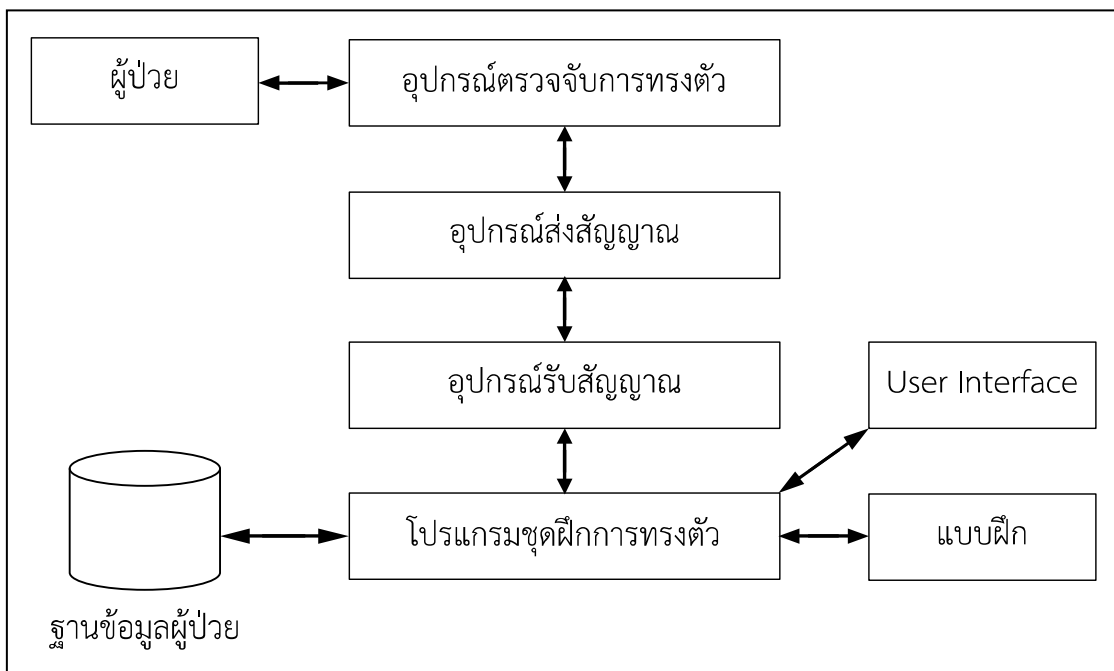 ผู้ป่วย
อุปกรณ์ตรวจจับการทรงตัว
อุปกรณ์ส่งสัญญาณ
อุปกรณ์รับสัญญาณ
User Interface
โปรแกรมชุดฝึกการทรงตัว
แบบฝึก
ฐานข้อมูลผู้ป่วย